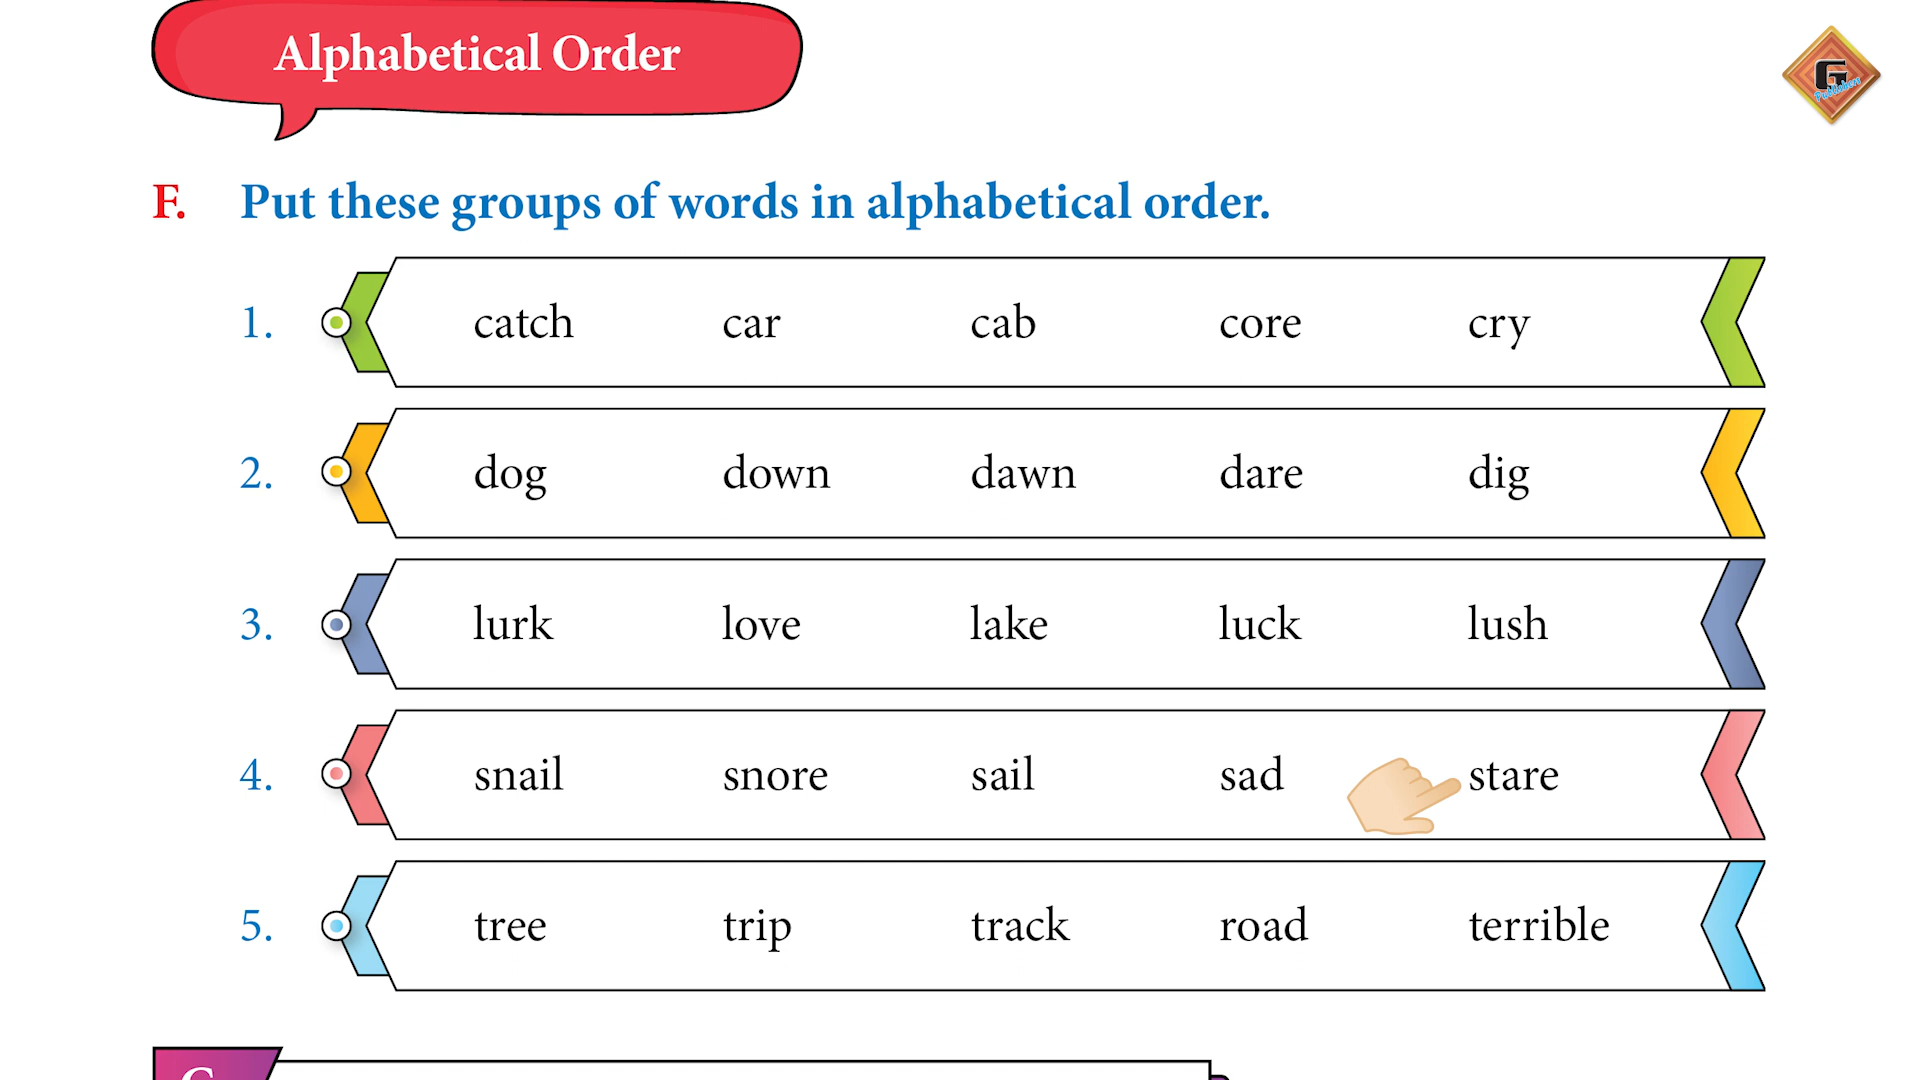 Alphabetical Order
G
Publishers
F. Put these groups of words in alphabetical order.
1. catch car cab core cry
2. dog down dawn dare dig
3. lurk love lake luck lush
4. snail snore sail sad stare
5. tree trip track road terrible